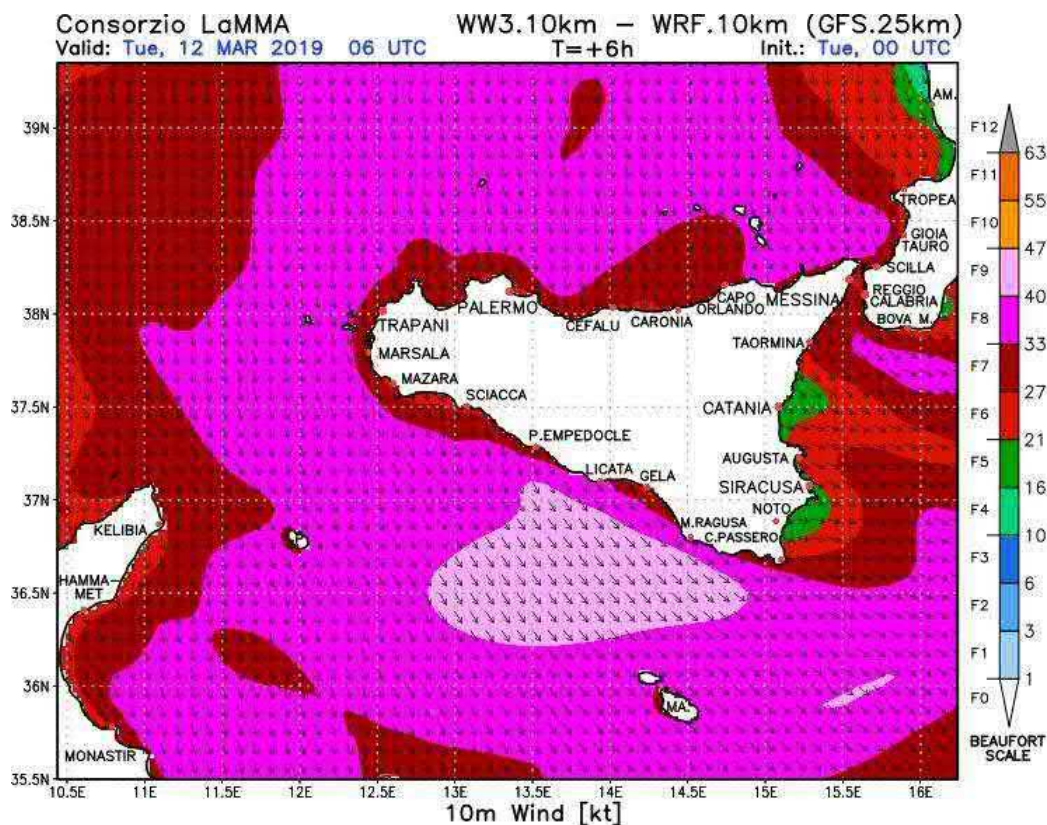 Consorzio LaMMA WW3.10km – WRF.10km (GFS.25km)
Valid: Tue, 12 MAR 2019 06 UTC T=+6h Init.: Tue, 00 UTC
AM.
39N
F12
63
F11
TROPEA
55
38.5N
F10
GIOIA
TAURO
47
SCILLA
F9
REGGIO
CALABRIA
40
MESSINA
CAPO
ORLANDO
PALERMO
CEFALU
CARONIA
BOVA M.
38N
F8
TRAPANI
TAORMINA
33
MARSALA
F7
MAZARA
27
SCIACCA
37.5N
CATANIA
F6
P.EMPEDOCLE
21
AUGUSTA
F5
LICATA
GELA
SIRACUSA
16
37N
NOTO
F4
KELIBIA
M.RAGUSA
C.PASSERO
P.
10
F3
HAMMA-
MET
6
36.5N
F2
3
F1
36N
1
MA.
F0
BEAUFORT
SCALE
MONASTIR
35.5N
10.5E 11E 11.5E 12E 12.5E 13E 13.5E 14E 14.5E 15E 15.5E 16E
10m Wind [kt]